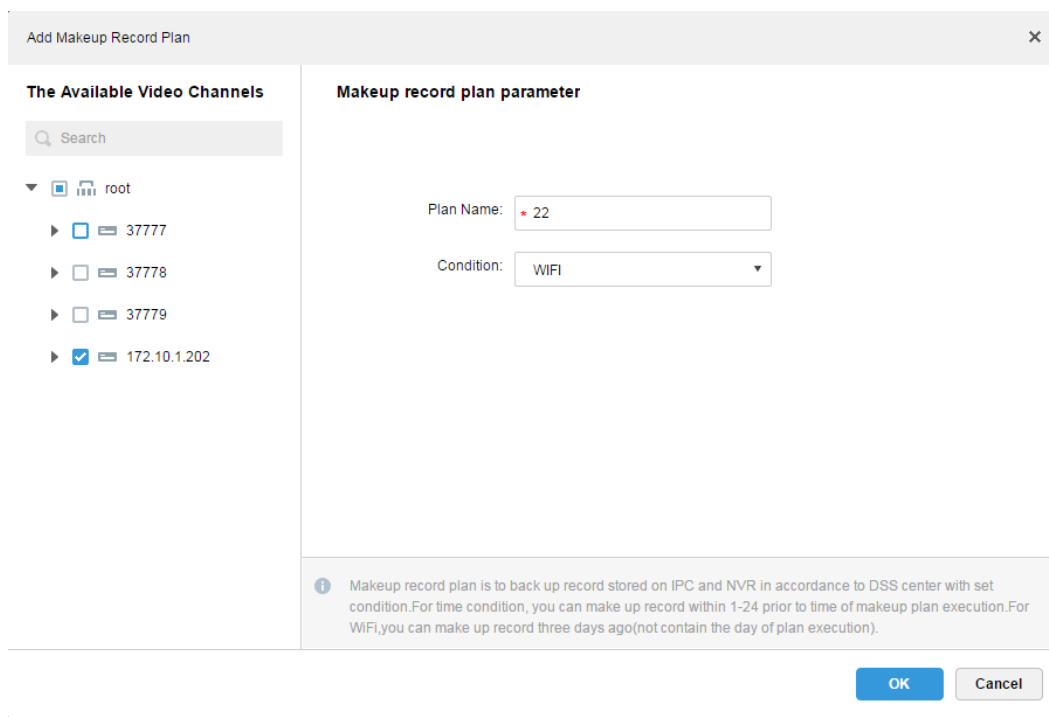 Add Makeup Record Plan
The Available Video Channels
Search
root
37777
37778
37779
172.10.1.202
Makeup record plan parameter
Plan Name: * 22
Condition: WIFI
Makeup record plan is to back up record stored on IPC and NVR in accordance to DSS center with set
condition.For time condition, you can make up record within 1-24 prior to time of makeup plan execution.For
WiFi,you can make up record three days ago(not contain the day of plan execution).
OK Cancel